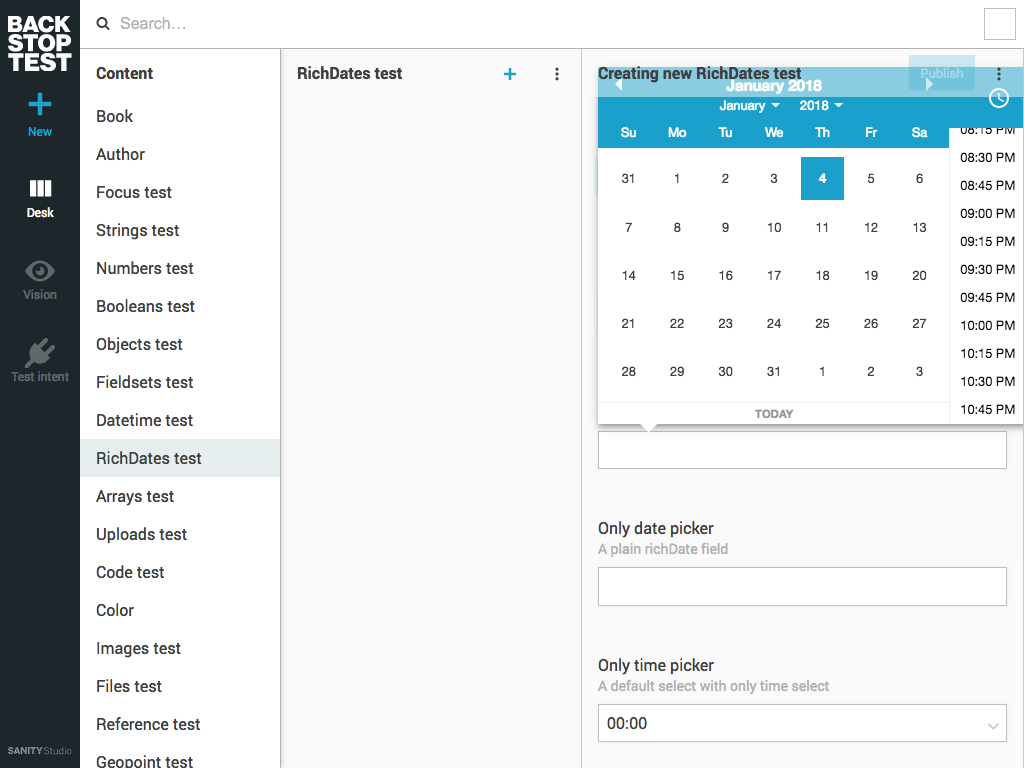 BACK
STOP
TEST
Search...
New
Desk
Vision
Test intent
SANITY Studio
Content
Book
Author
Focus test
Strings test
Numbers test
Booleans test
Objects test
Fieldsets test
Datetime test
RichDates test
Arrays test
Uploads test
Code test
Color
Images test
Files test
Reference test
Geopoint test
RichDates test
Creating new RichDates test
Publish
January 2018
January 2018
Su Mo Tu We Th Fr Sa
31 1 2 3 4 5 6
7 8 9 10 11 12 13
14 15 16 17 18 19 20
21 22 23 24 25 26 27
28 29 30 31 1 2 3
TODAY
08:15 PM
08:30 PM
08:45 PM
09:00 PM
09:15 PM
09:30 PM
09:45 PM
10:00 PM
10:15 PM
10:30 PM
10:45 PM
Only date picker
A plain richDate field
Only time picker
A default select with only time select
00:00